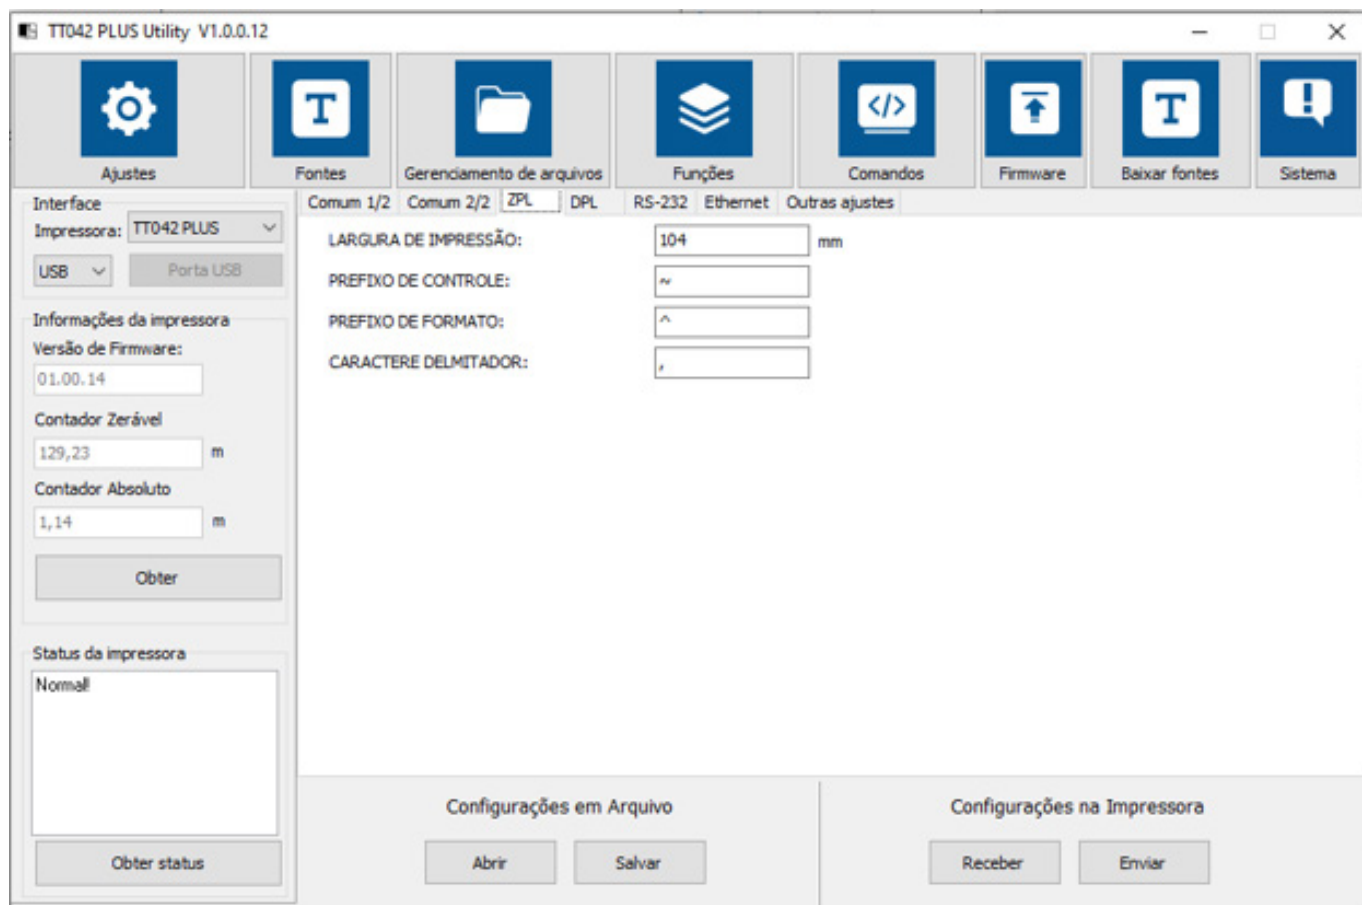 TT042 PLUS Utility V1.0.0.12
Ajustes
Fontes
Gerenciamento de arquivos
Funções
Comandos
Firmware
Baixar fontes
Sistema
Interface
Impressora: TT042 PLUS
USB Porta USB
Informações da impressora
Versão de Firmware:
01.00.14
Contador Zerável
129,23 m
Contador Absoluto
1,14 m
Obter
Status da impressora
Normal!
Obter status
Comum 1/2 Comum 2/2 ZPL DPL RS-232 Ethernet Outras ajustes
LARGURA DE IMPRESSÃO: 104 mm
PREFIXO DE CONTROLE: ~
PREFIXO DE FORMATO: ^
CARACTERE DELMITADOR: ,
Configurações em Arquivo
Abrir Salvar
Configurações na Impressora
Receber Enviar